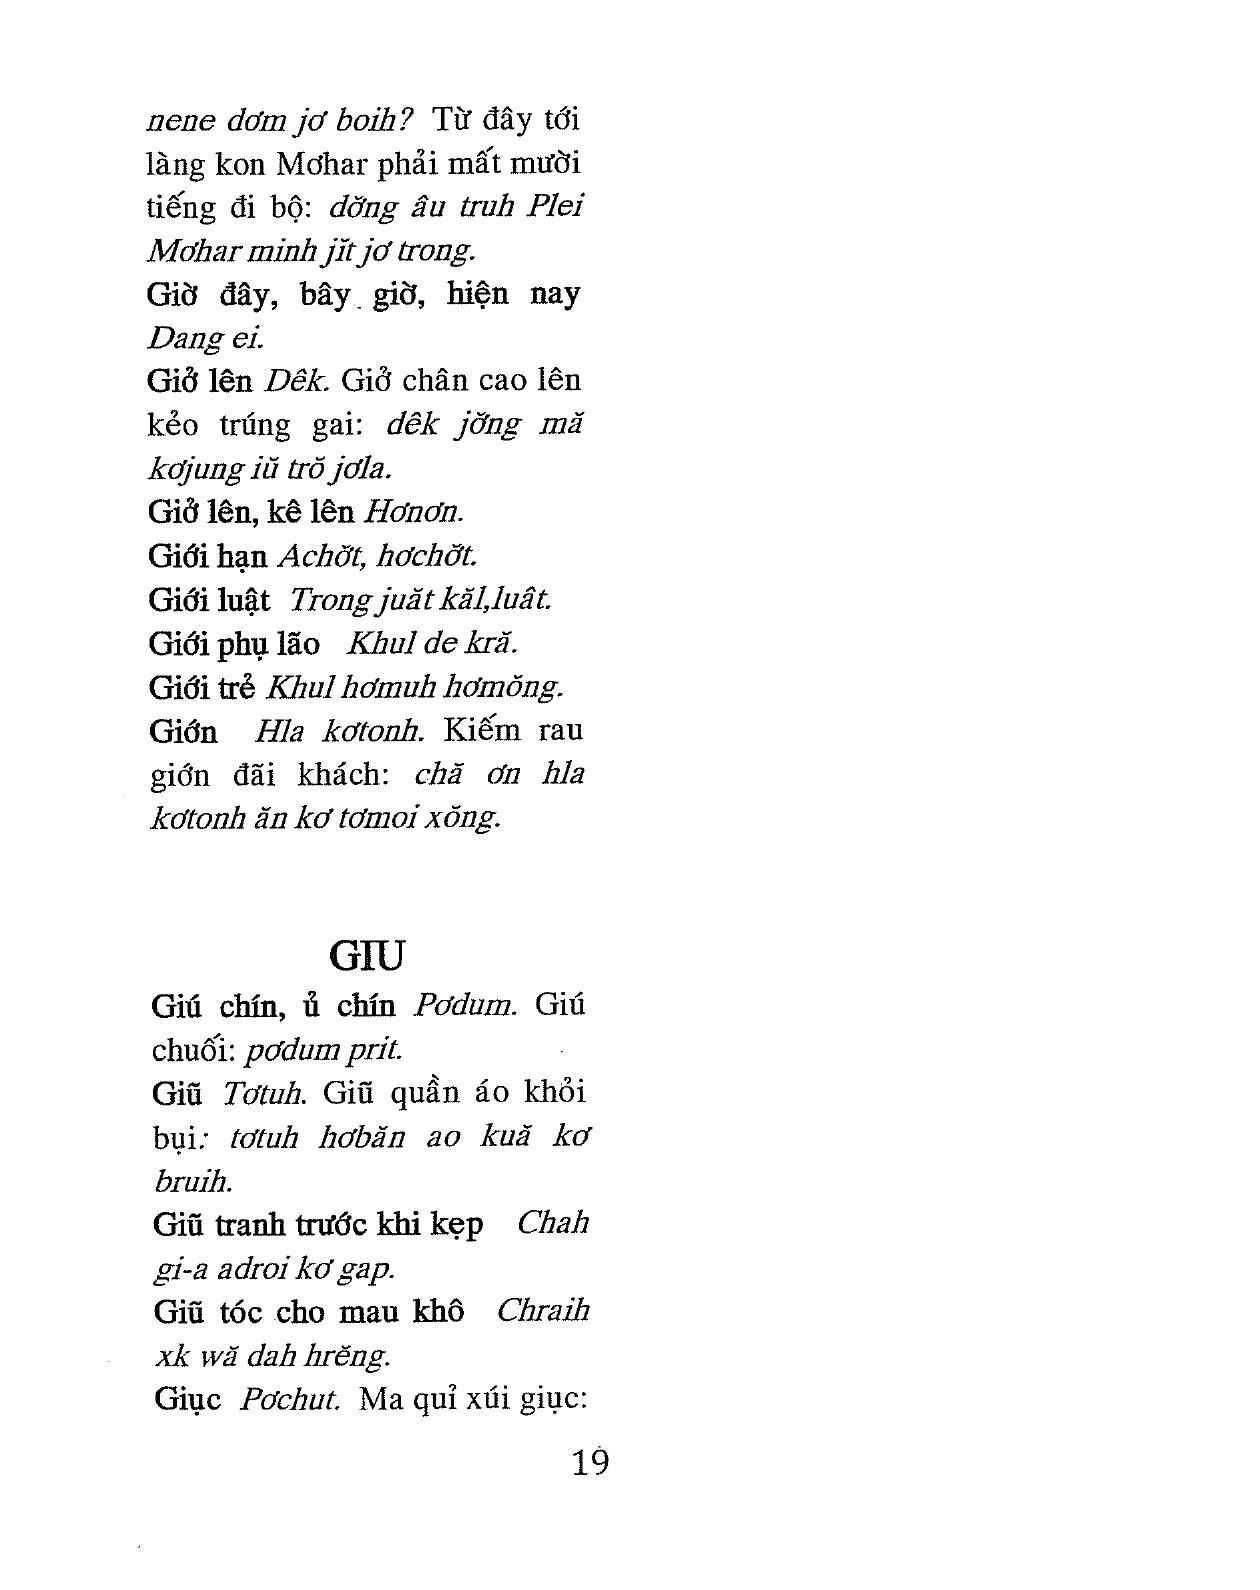 nene dơm jơ boih? Từ đây tới
làng kon Mơhar phải mất mười
tiếng đi bộ: dơ̆ng âu truh Plei
Mơhar minh jĭt jơ trong.
Giờ đây, bây giờ, hiện nay
Dang ei.
Giở lên Dêk. Giở chân cao lên
kẻo trúng gai: dêk jơ̆ng mă
kơjung iŭ trŏ jơla.
Giở lên, kê lên Hơnơn.
Giới hạn Achơ̆t, hơchơ̆t.
Giới luật Trong juăt kăl,luât.
Giới phụ lão Khul de kră.
Giới trẻ Khul hơmuh hơmŏng.
Giớn Hla kơtonh. Kiếm rau
giớn đãi khách: chă ơn hla
kơtonh ăn kơ tơmoi xŏng.
GIU
Giú chín, ủ chín Pơdum. Giú
chuối: pơdum prit.
Giũ Tơtuh. Giũ quần áo khỏi
bụi: tơtuh hơbăn ao kuă kơ
bruih.
Giũ tranh trước khi kẹp Chah
gi-a adroi kơ gap.
Giũ tóc cho mau khô Chraih
xk wă dah hrĕng.
Giục Pơchut. Ma quỉ xúi giục:
19